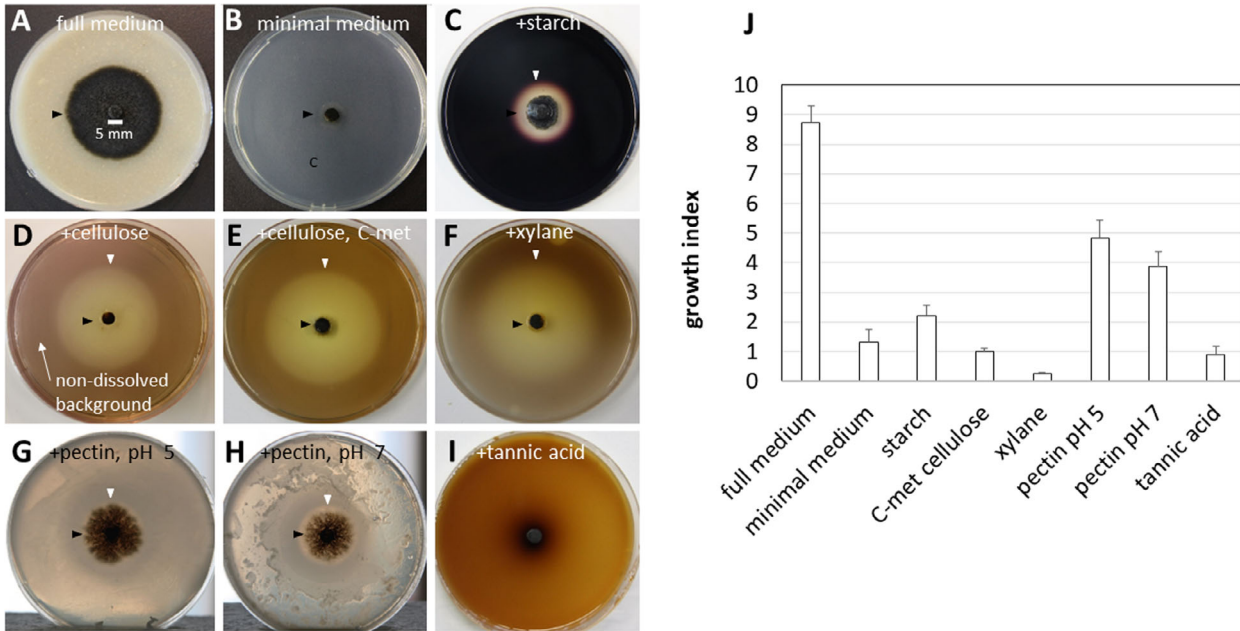 A full medium
B minimal medium
C +starch
5 mm
C
D +cellulose
E +cellulose, C-met
F +xylane
non-dissolved
background
G +pectin, pH 5
H +pectin, pH 7
I +tannic acid
J
growth index
10
9
8
7
6
5
4
3
2
1
0
full medium
minimal medium
starch
C-met cellulose
xylane
pectin pH 5
pectin pH 7
tannic acid